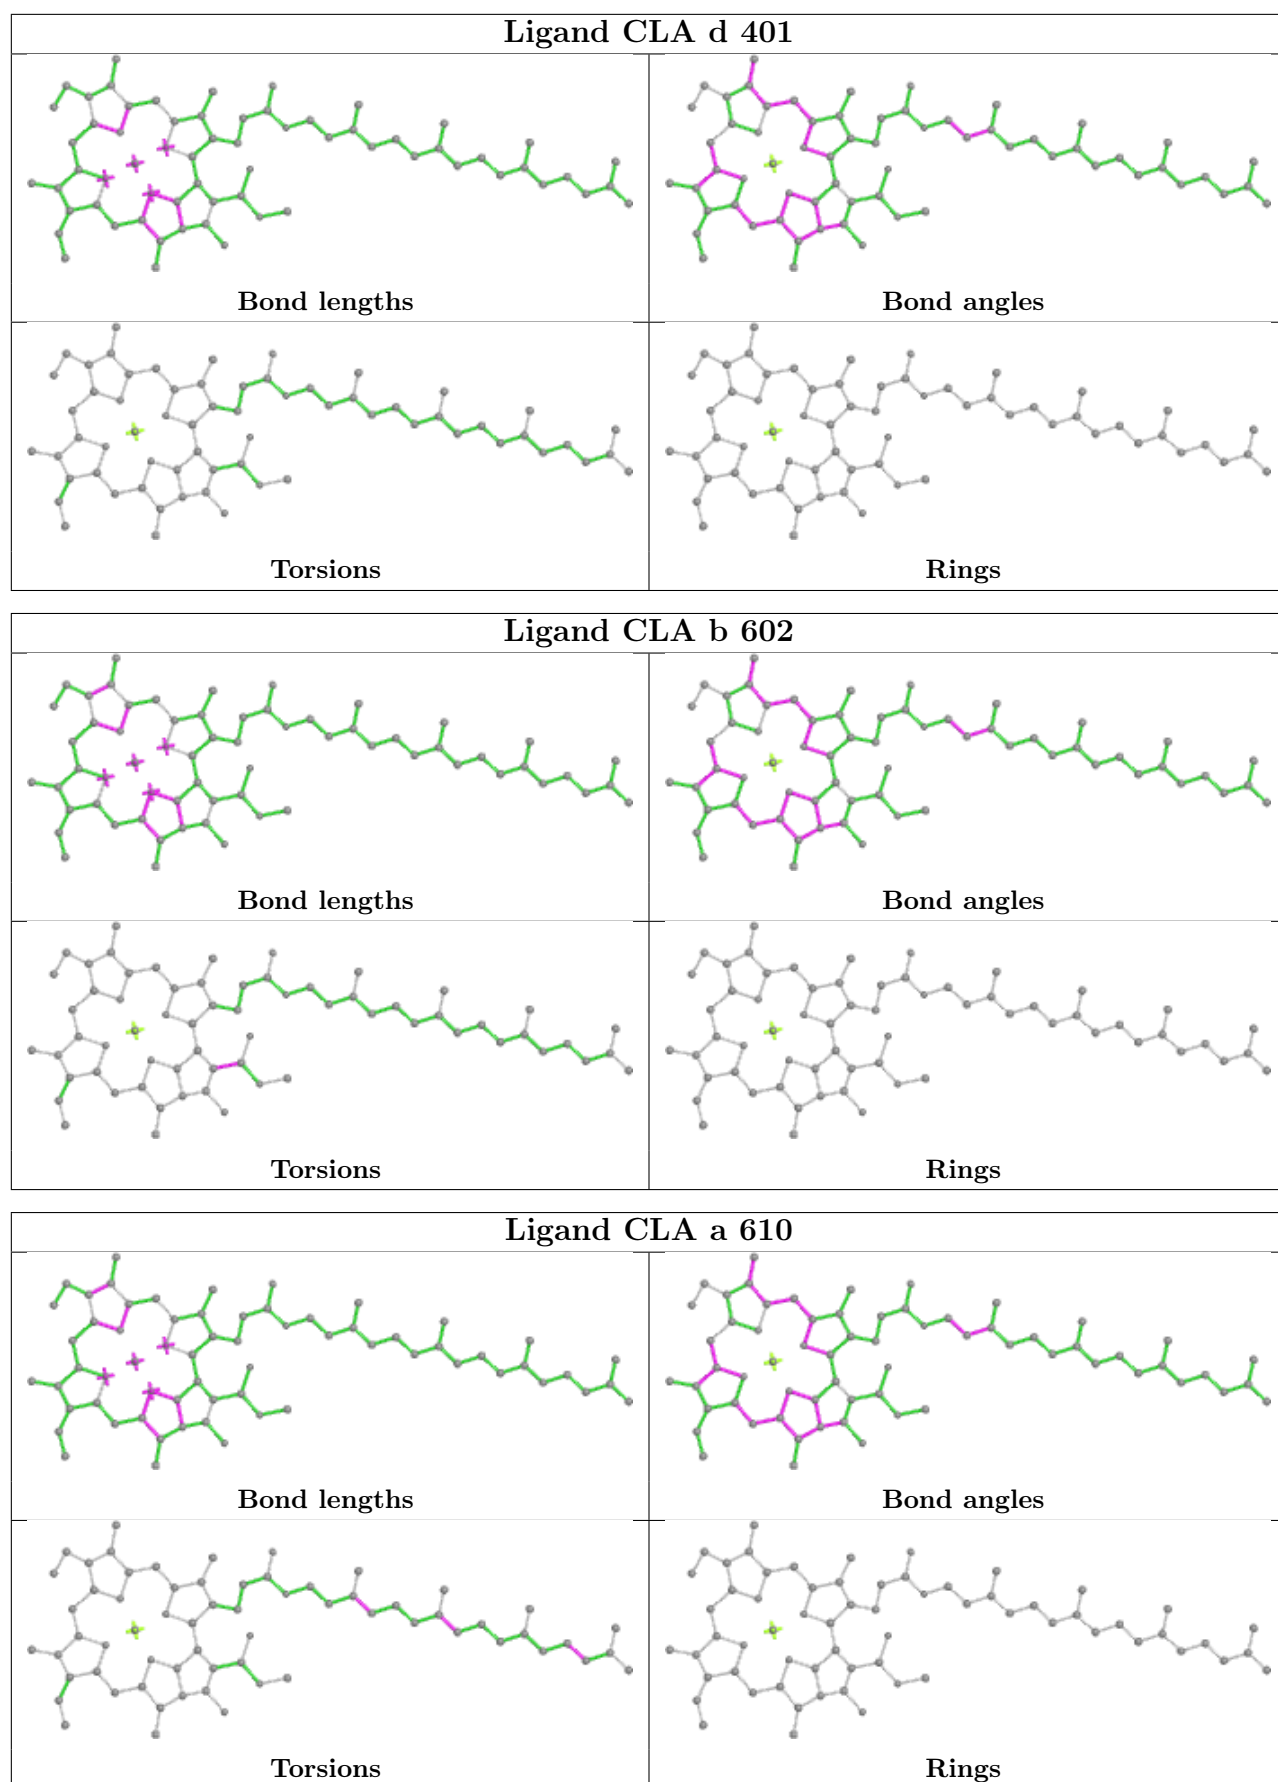 Ligand CLA d 401
Bond lengths
Bond angles
Torsions
Rings
Ligand CLA b 602
Bond lengths
Bond angles
Torsions
Rings
Ligand CLA a 610
Bond lengths
Bond angles
Torsions
Rings